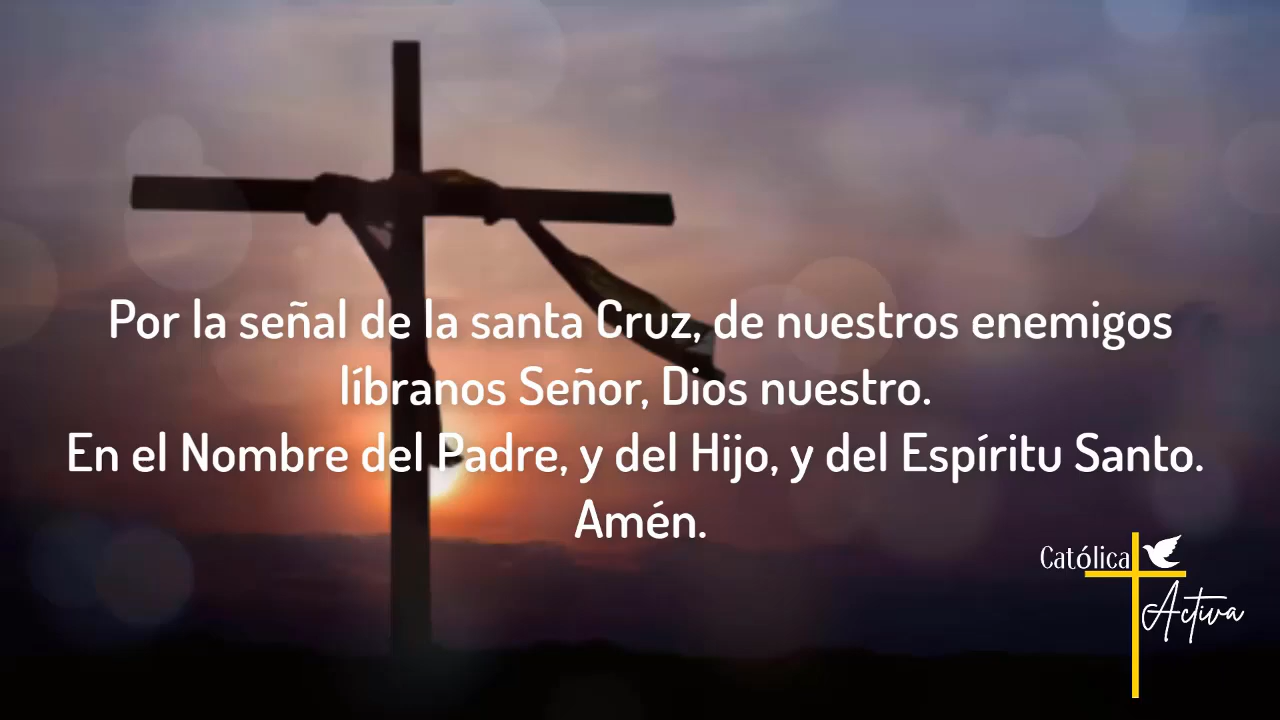 Por la señal de la santa Cruz, de nuestros enemigos
líbranos Señor, Dios nuestro.
En el Nombre del Padre, y del Hijo, y del Espíritu Santo.
Amén.
Católica
Activa